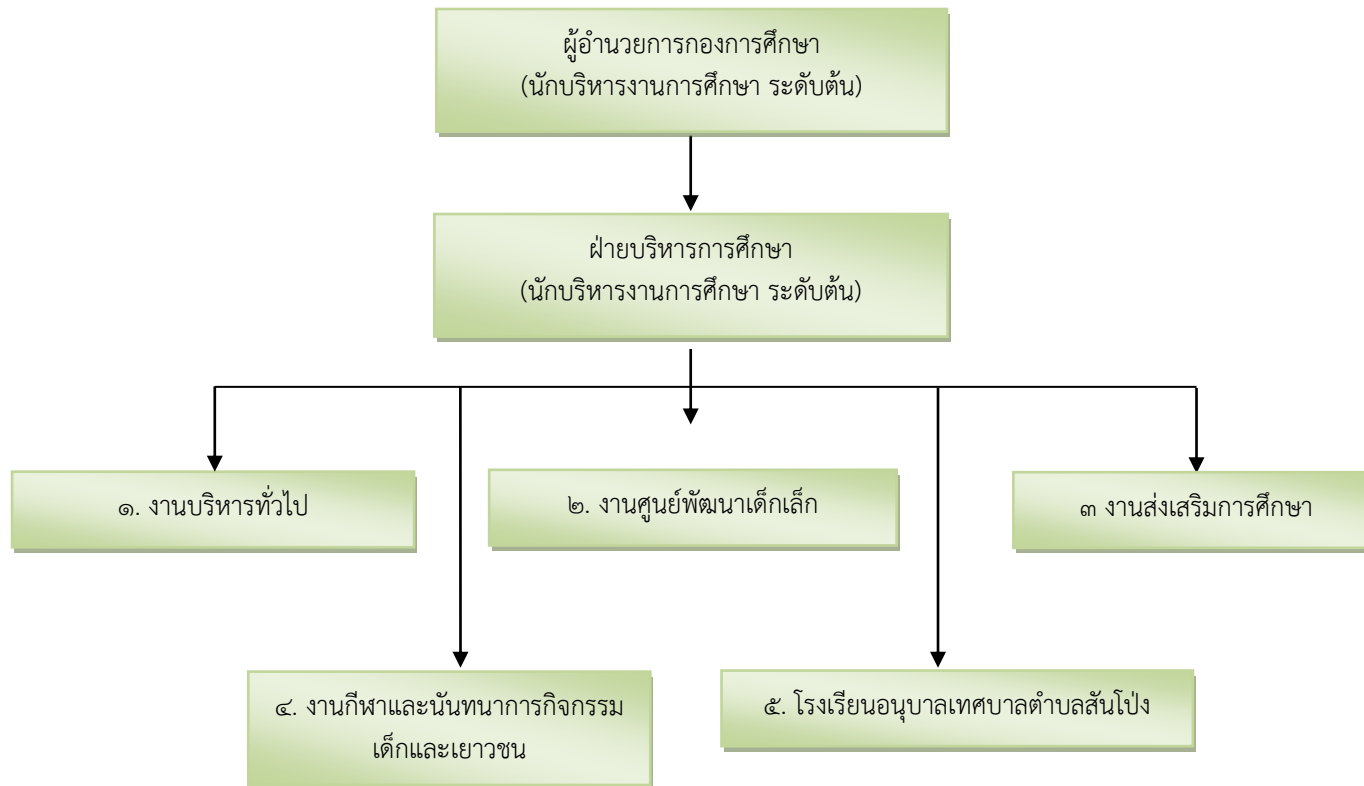 ผู้อำนวยการกองการศึกษา
(นักบริหารงานการศึกษา ระดับต้น)
ฝ่ายบริหารการศึกษา
(นักบริหารงานการศึกษา ระดับต้น)
๑. งานบริหารทั่วไป
๒. งานศูนย์พัฒนาเด็กเล็ก
๓ งานส่งเสริมการศึกษา
๔. งานกีฬาและนันทนาการกิจกรรม
เด็กและเยาวชน
๕. โรงเรียนอนุบาลเทศบาลตำบลสันโป่ง